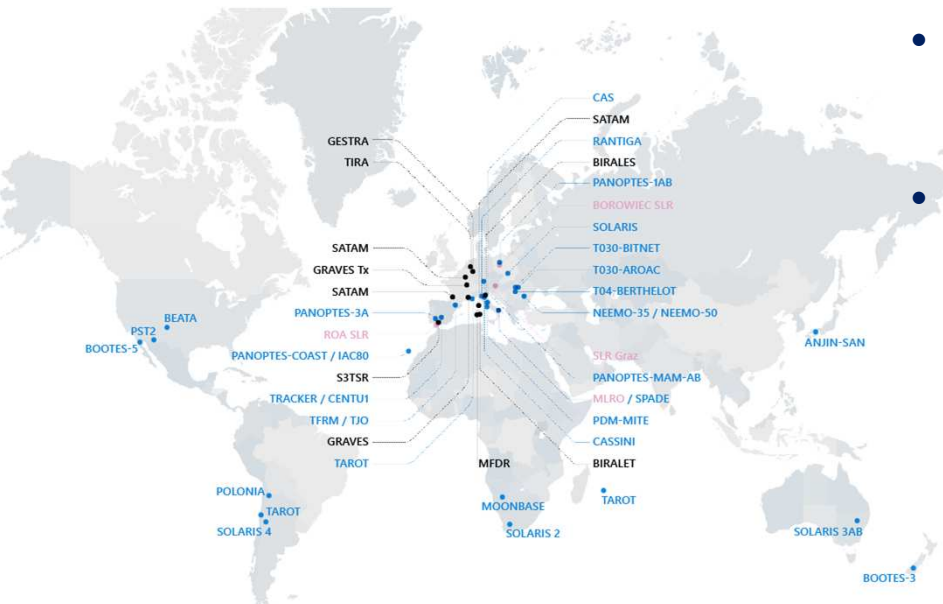 CAS
SATAM
GESTRA
RANTIGA
TIRA
BIRALES
PANOPTES-1AB
BOROWIEC SLR
SOLARIS
SATAM
T030-BITNET
GRAVES Tx
T030-AROAC
SATAM
T04-BERTHELOT
PANOPTES-3A
NEEMO-35 / NEEMO-50
BEATA
PST2
ROA SLR
BOOTES-5
ANJIN-SAN
PANOPTES-COAST / IAC80
SLR Graz
S3TSR
PANOPTES-MAM-AB
TRACKER / CENTU1
MLRO / SPADE
TFRM / TJO
PDM-MITE
GRAVES
CASSINI
TAROT
MFDR
BIRALET
POLONIA
TAROT
MOONBASE
TAROT
SOLARIS 4
SOLARIS 2
SOLARIS 3AB
BOOTES-3